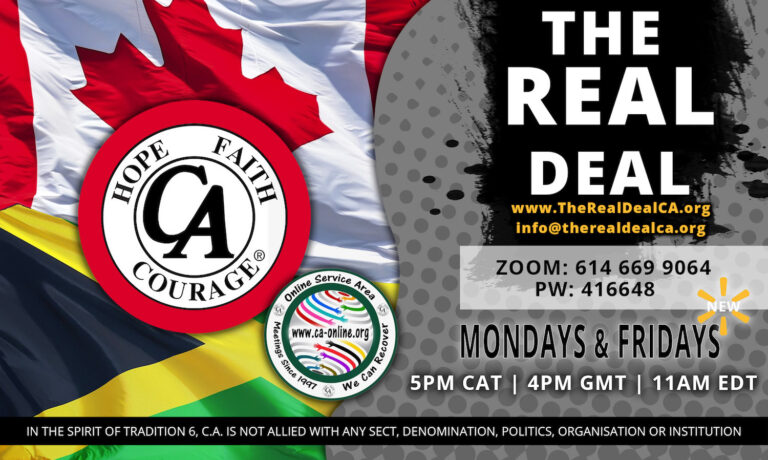 THE
REAL
DEAL
www.TheRealDealCA.org
info@therealdealca.org
ZOOM: 614 669 9064
PW: 416648
NEW
MONDAYS & FRIDAYS
5PM CAT | 4PM GMT | 11AM EDT
HOPE FAITH
CA
COURAGE®
Online Service Area
www.ca-online.org
Meetings Since 1997
We Can Recover
IN THE SPIRIT OF TRADITION 6, C.A. IS NOT ALLIED WITH ANY SECT, DENOMINATION, POLITICS, ORGANISATION OR INSTITUTION